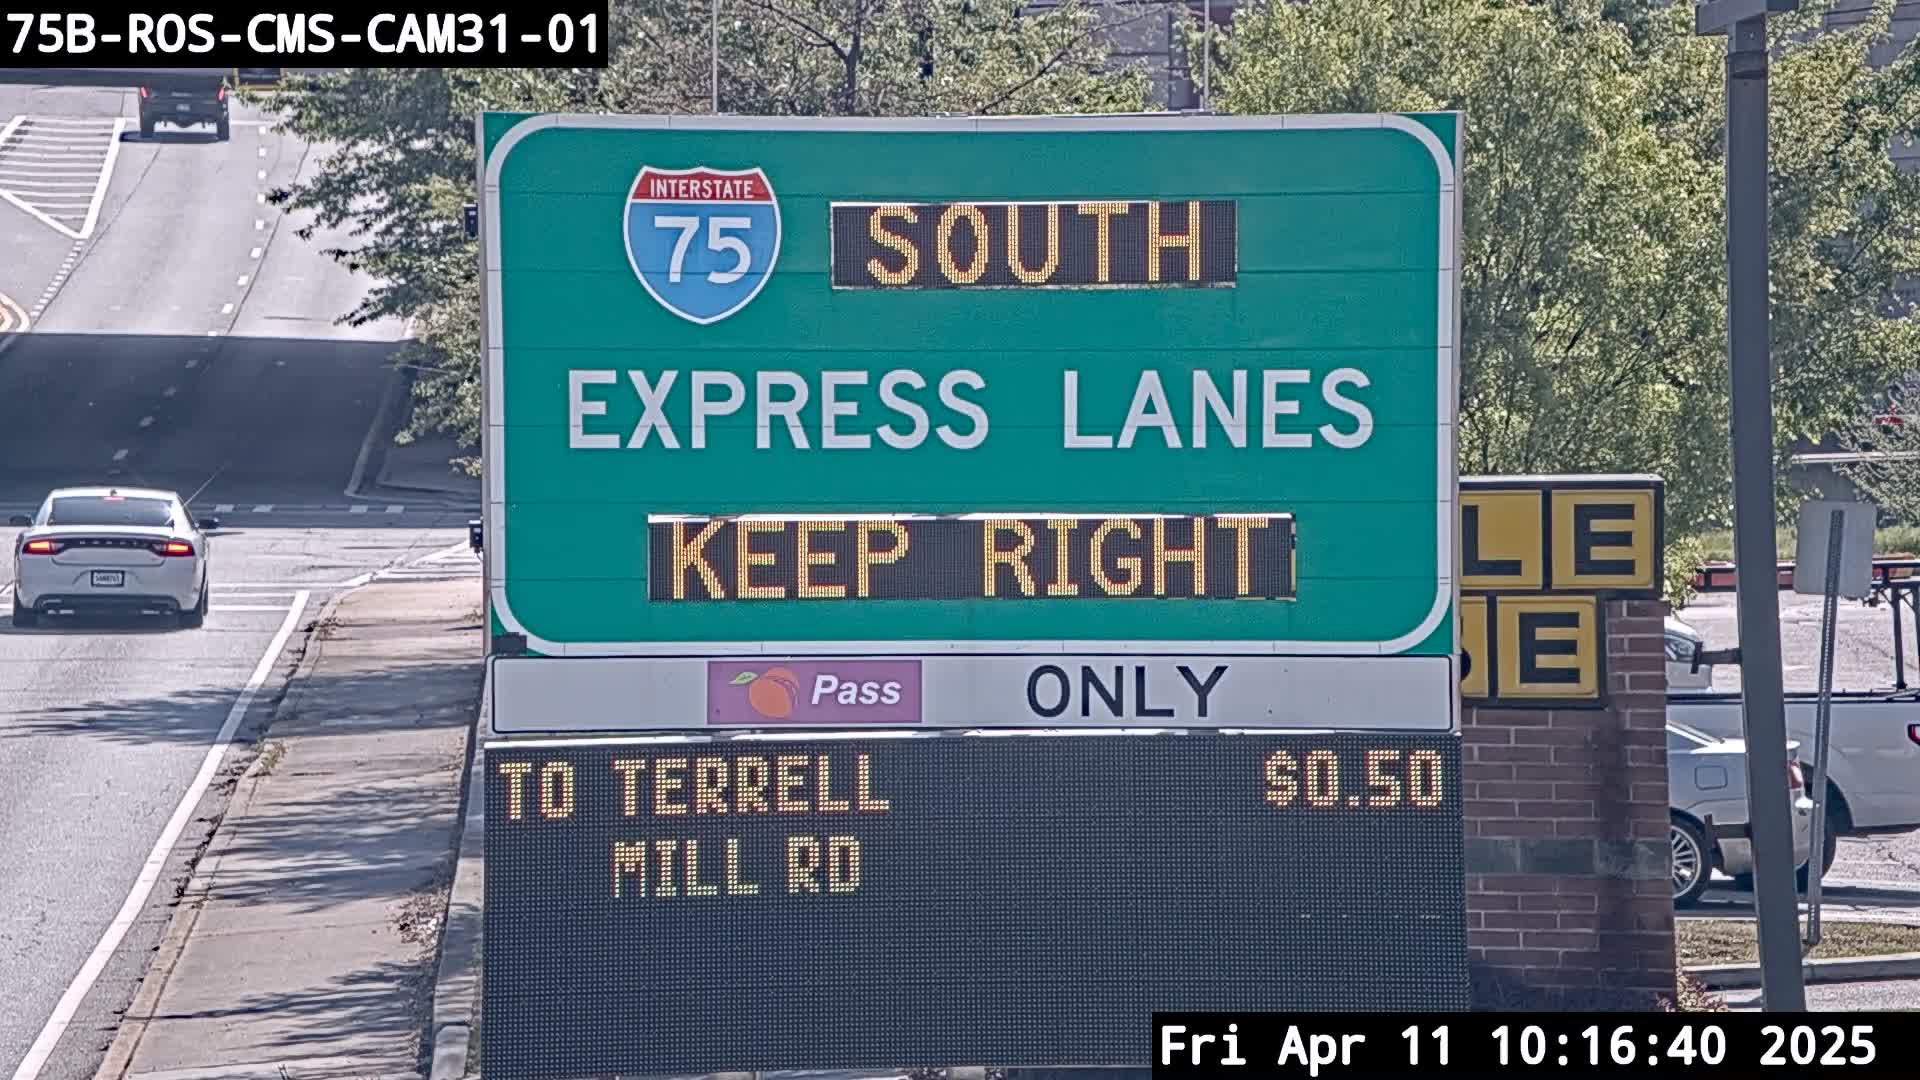 75B-ROS-CMS-CAM31-01
INTERSTATE
75
SOUTH
EXPRESS LANES
KEEP RIGHT
Pass ONLY
TO TERRELL $0.50
MILL RD
LE
E
Fri Apr 11 10:16:40 2025